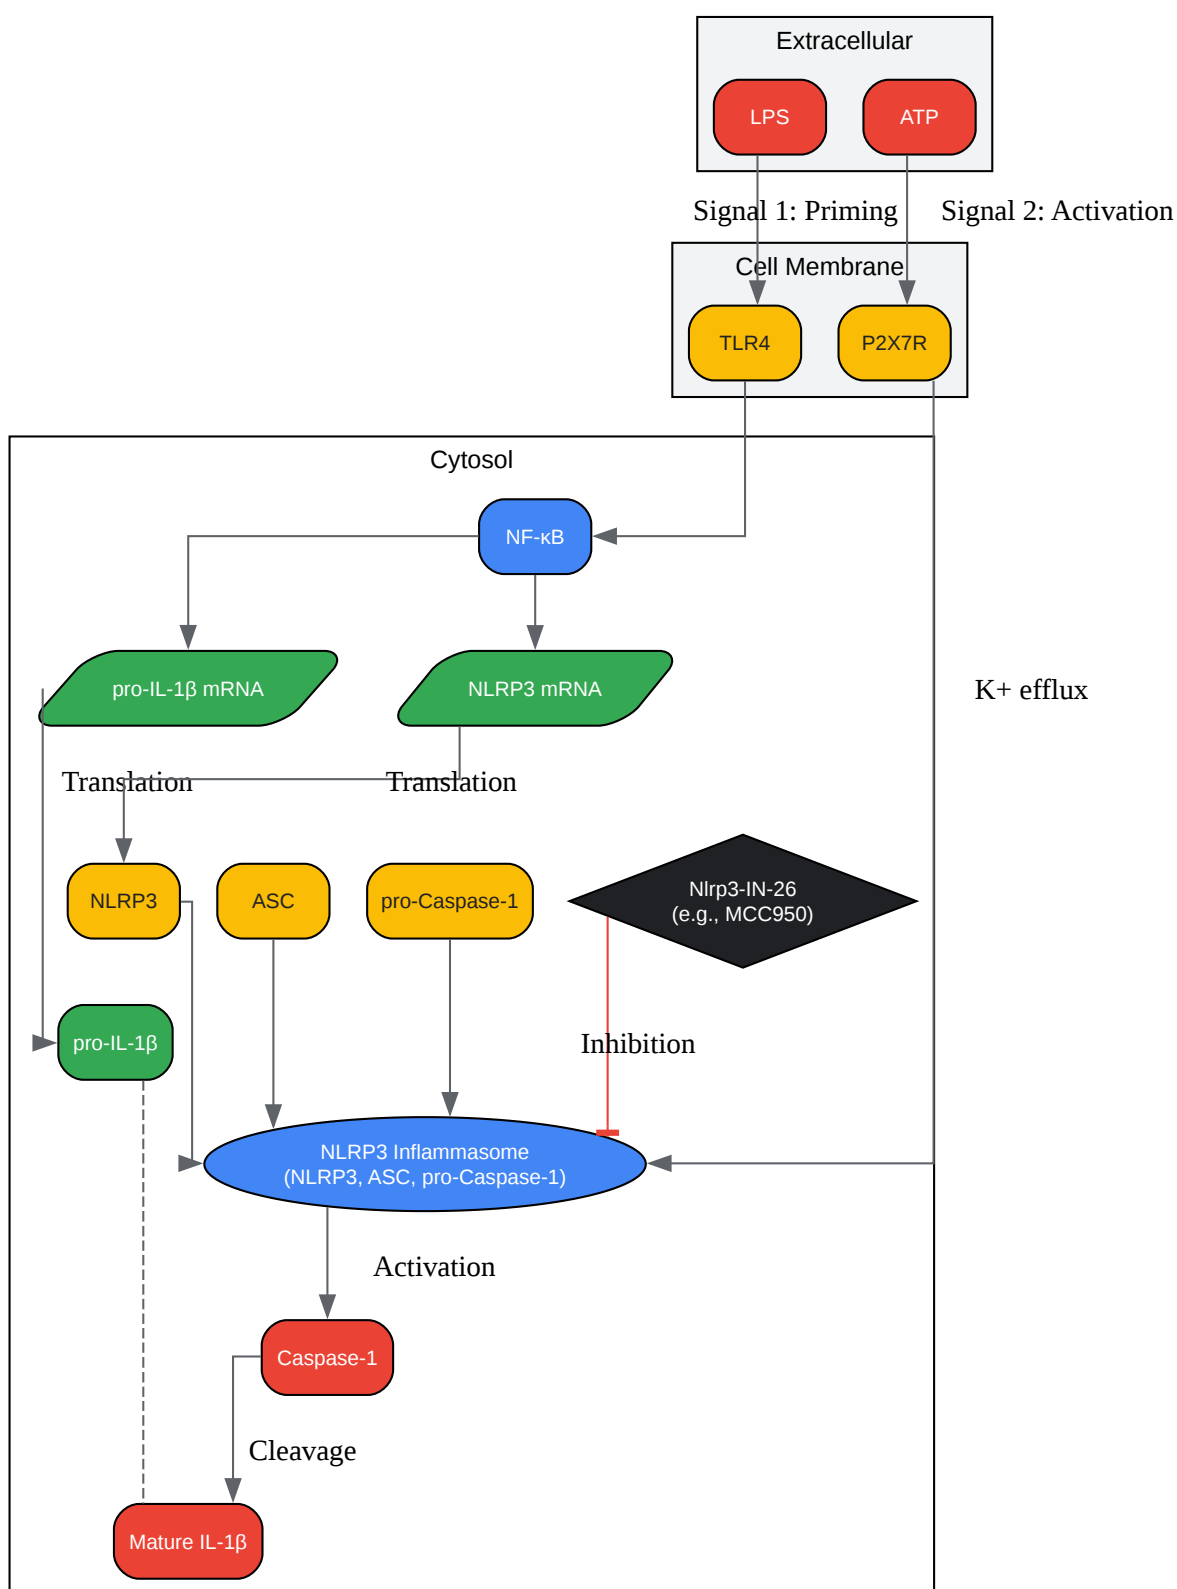 Extracellular
LPS
ATP
Signal 1: Priming
Signal 2: Activation
Cell Membrane
TLR4
P2X7R
Cytosol
NF-κB
pro-IL-1β mRNA
NLRP3 mRNA
K+ efflux
Translation
Translation
NLRP3
ASC
pro-Caspase-1
Nlrp3-IN-26
(e.g., MCC950)
pro-IL-1β
Inhibition
NLRP3 Inflammasome
(NLRP3, ASC, pro-Caspase-1)
Activation
Caspase-1
Cleavage
Mature IL-1β